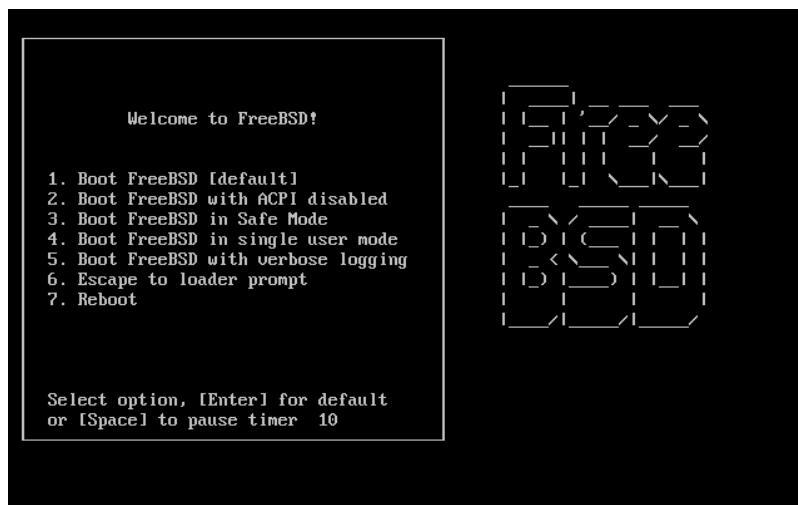 Welcome to FreeBSD!
1. Boot FreeBSD [default]
2. Boot FreeBSD with ACPI disabled
3. Boot FreeBSD in Safe Mode
4. Boot FreeBSD in single user mode
5. Boot FreeBSD with verbose logging
6. Escape to loader prompt
7. Reboot
Select option, [Enter] for default
or [Space] to pause timer 10
Free
BSD